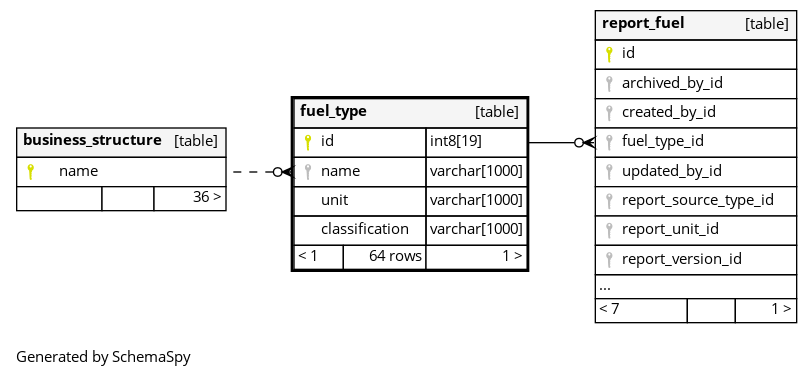 business_structure [table]
name
36 >
fuel_type [table]
id int8[19]
name varchar[1000]
unit varchar[1000]
classification varchar[1000]
< 1 64 rows 1 >
report_fuel [table]
id
archived_by_id
created_by_id
fuel_type_id
updated_by_id
report_source_type_id
report_unit_id
report_version_id
...
< 7 1 >
Generated by SchemaSpy